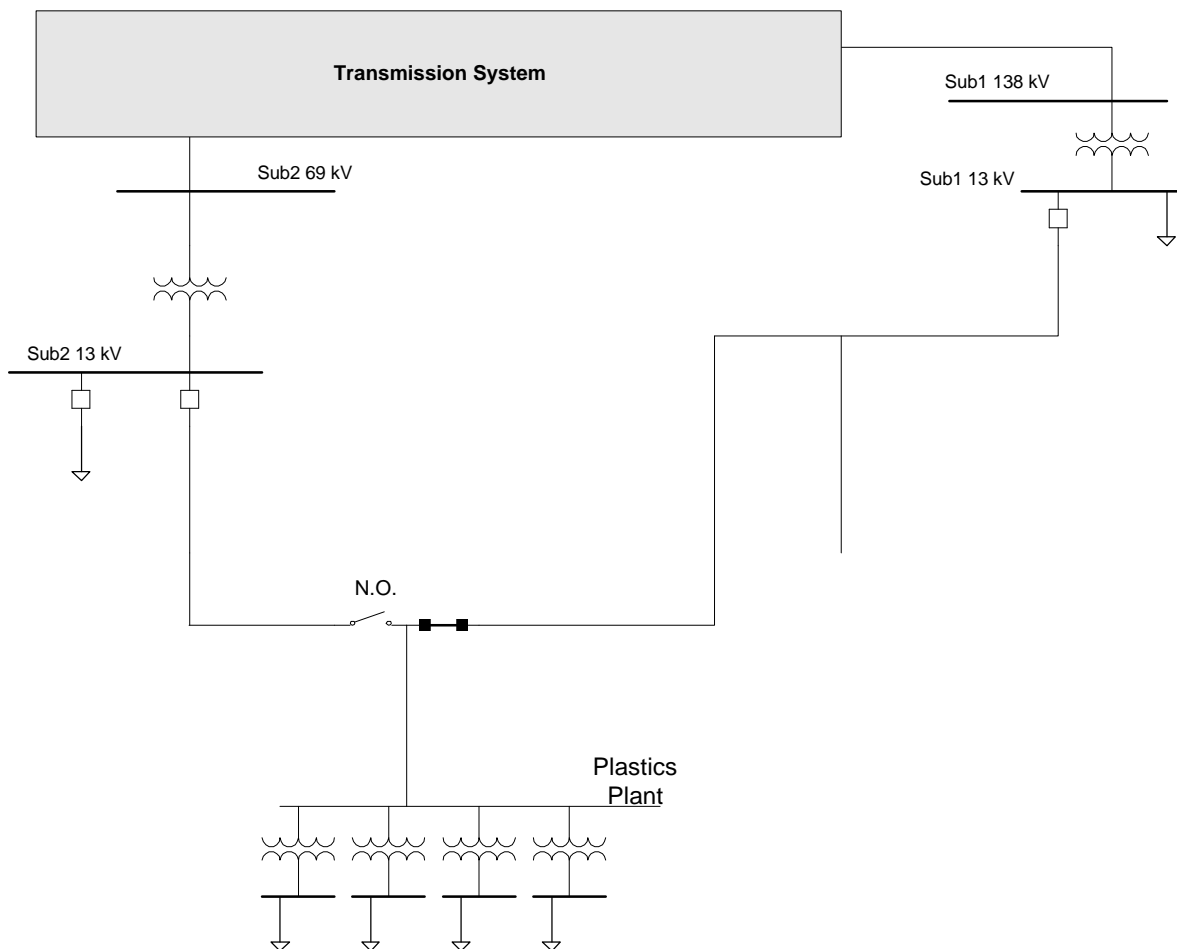 Transmission System
Sub1 138 kV
Sub2 69 kV
Sub1 13 kV
Sub2 13 kV
N.O.
Plastics
Plant